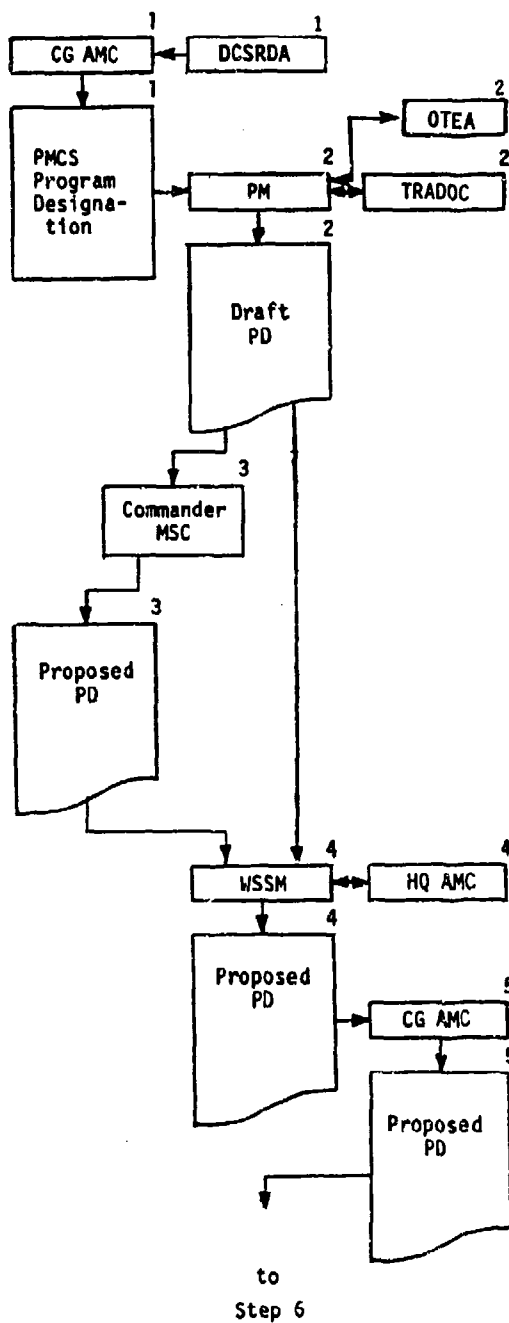 1
1
CG AMC
DCSRDA
1
PMCS
Program
Designa-
tion
2
OTEA
2
2
PM
TRADOC
2
Draft
PD
3
Commander
MSC
3
Proposed
PD
4
4
WSSM
HQ AMC
4
Proposed
PD
5
CG AMC
5
Proposed
PD
to
Step 6